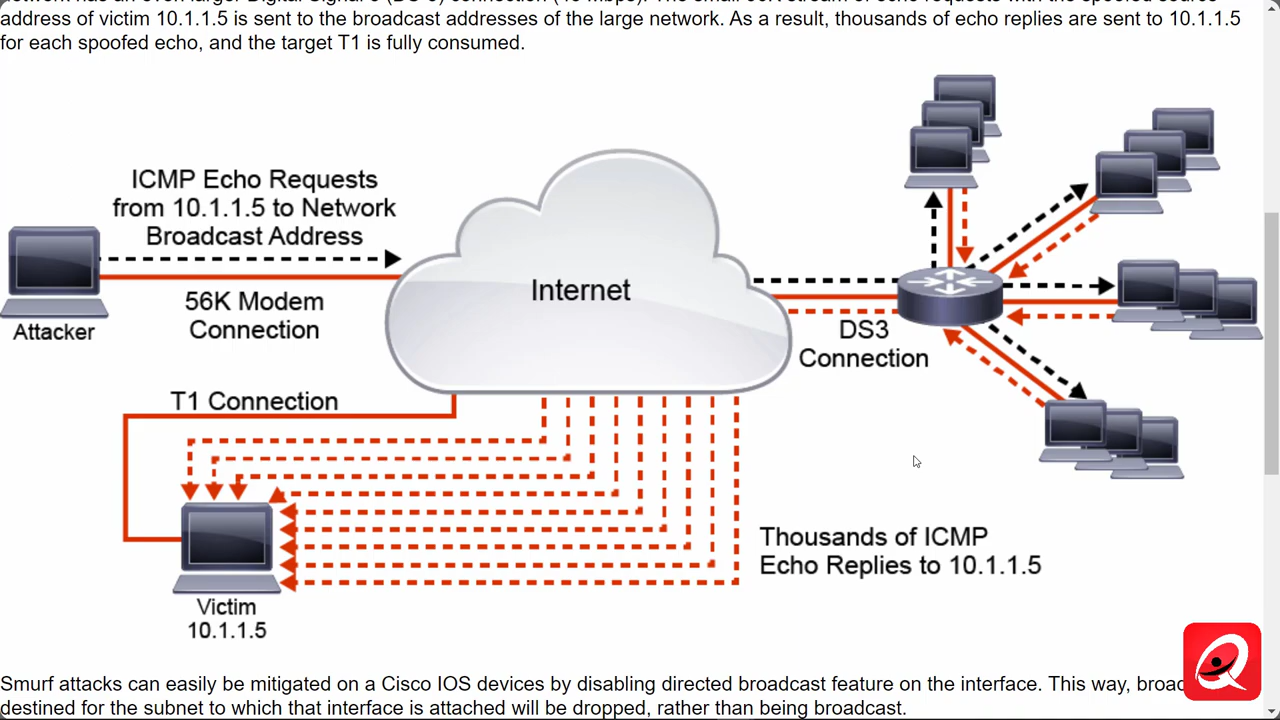 address of victim 10.1.1.5 is sent to the broadcast addresses of the large network. As a result, thousands of echo replies are sent to 10.1.1.5
for each spoofed echo, and the target T1 is fully consumed.
ICMP Echo Requests
from 10.1.1.5 to Network
Broadcast Address
56K Modem
Connection
Attacker
Internet
DS3
Connection
T1 Connection
Thousands of ICMP
Echo Replies to 10.1.1.5
Victim
10.1.1.5
Smurf attacks can easily be mitigated on a Cisco IOS devices by disabling directed broadcast feature on the interface. This way,
destined for the subnet to which that interface is attached will be dropped, rather than being broadcast.